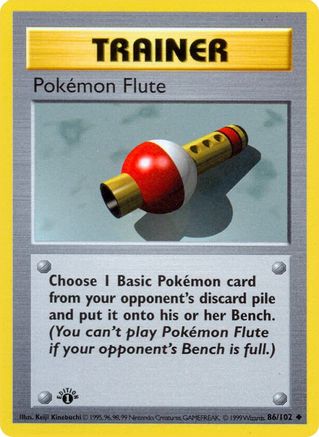 TRAINER
Pokémon Flute
Choose 1 Basic Pokémon card
from your opponent's discard pile
and put it onto his or her Bench.
(You can't play Pokémon Flute
if your opponent's Bench is full.)
EDITION
1
Illus. Keiji Kinebuchi © 1995, 96, 98, 99 Nintendo, Creatures, GAMEFREAK. © 1999 Wizards. 86/102 ◆